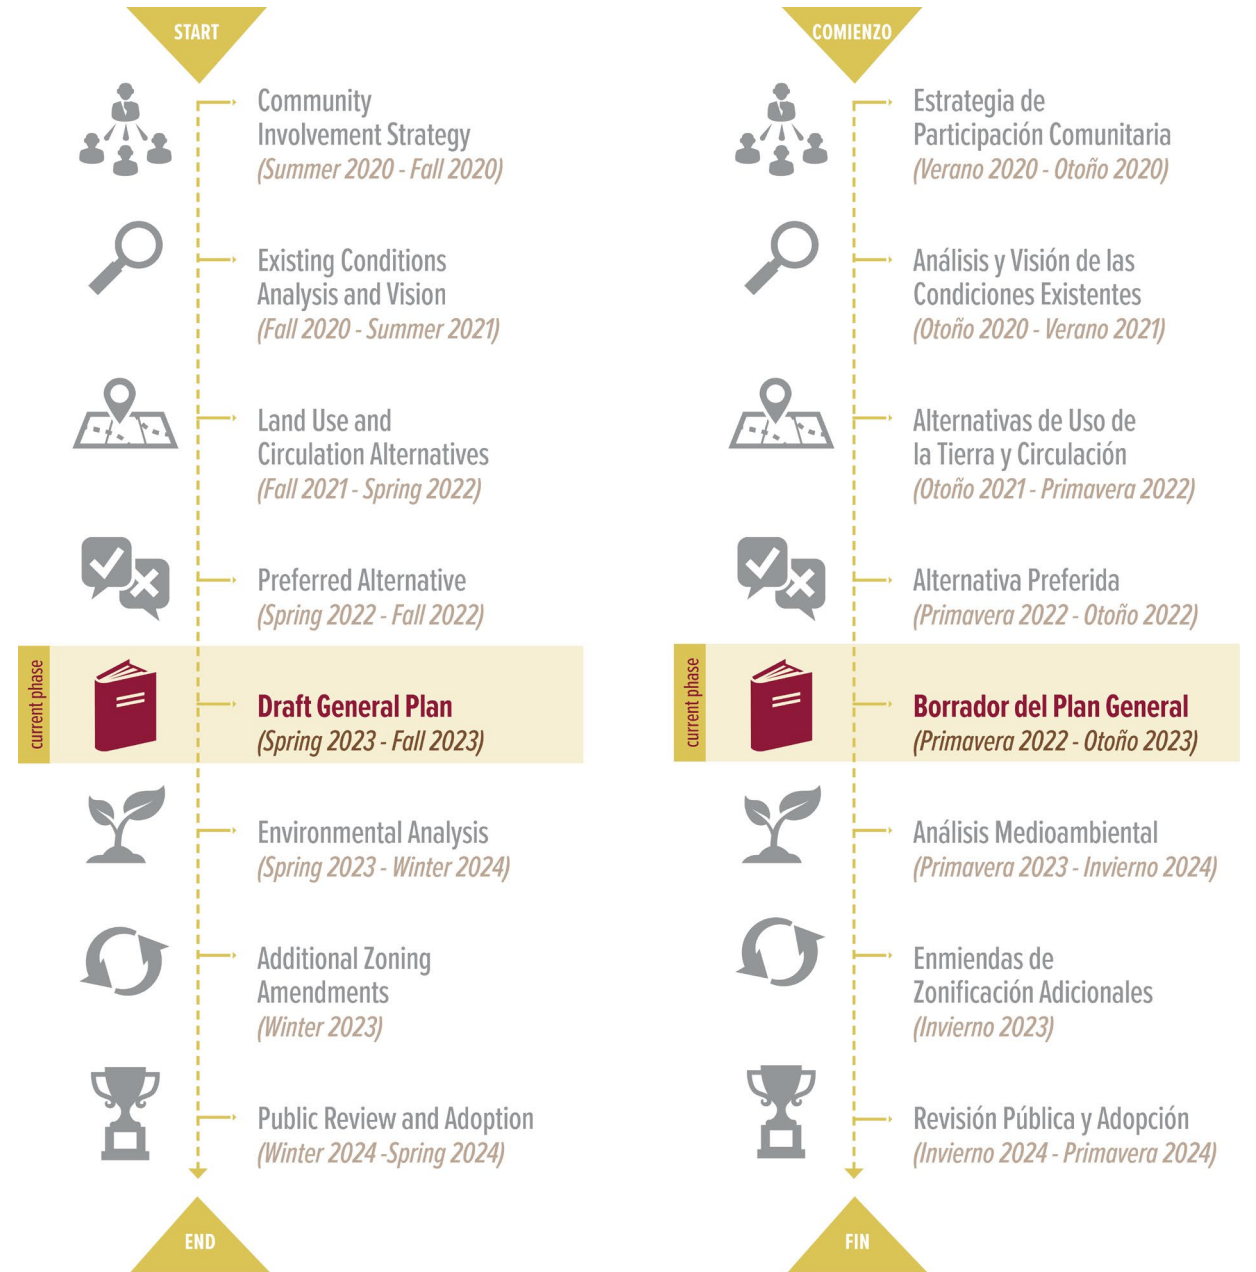 START
Community
Involvement Strategy
(Summer 2020 - Fall 2020)
Existing Conditions
Analysis and Vision
(Fall 2020 - Summer 2021)
Land Use and
Circulation Alternatives
(Fall 2021 - Spring 2022)
Preferred Alternative
(Spring 2022 - Fall 2022)
current phase
Draft General Plan
(Spring 2023 - Fall 2023)
Environmental Analysis
(Spring 2023 - Winter 2024)
Additional Zoning
Amendments
(Winter 2023)
Public Review and Adoption
(Winter 2024 -Spring 2024)
END
COMIENZO
Estrategia de
Participación Comunitaria
(Verano 2020 - Otoño 2020)
Análisis y Visión de las
Condiciones Existentes
(Otoño 2020 - Verano 2021)
Alternativas de Uso de
la Tierra y Circulación
(Otoño 2021 - Primavera 2022)
Alternativa Preferida
(Primavera 2022 - Otoño 2022)
current phase
Borrador del Plan General
(Primavera 2022 - Otoño 2023)
Análisis Medioambiental
(Primavera 2023 - Invierno 2024)
Enmiendas de
Zonificación Adicionales
(Invierno 2023)
Revisión Pública y Adopción
(Invierno 2024 - Primavera 2024)
FIN